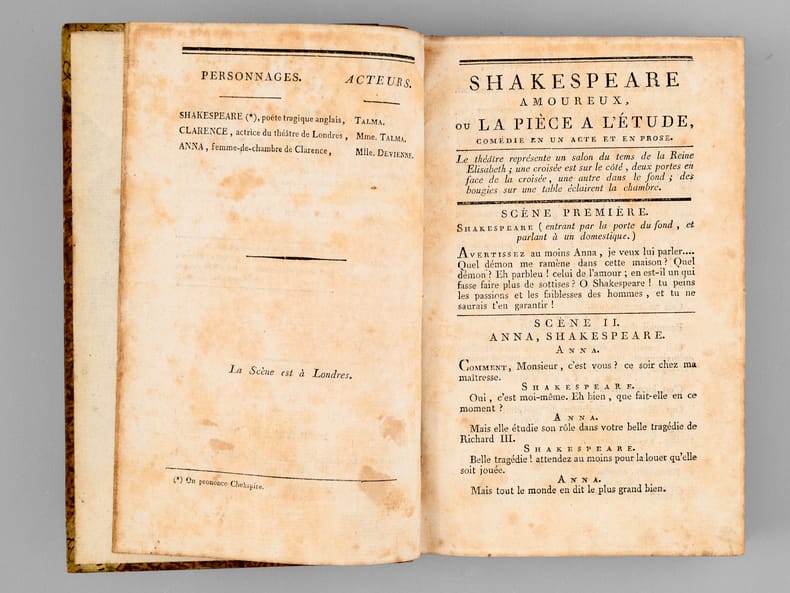 PERSONNAGES. ACTEURS.
SHAKESPEARE (*), poëte tragique anglais, TALMA.
CLARENCE, actrice du théâtre de Londres, Mme. TALMA.
ANNA, femme-de-chambre de Clarence, Mlle. DEVIENNE.
La Scène est à Londres.
(*) On prononce Chekspire.
SHAKESPEARE
AMOUREUX,
OU LA PIÈCE A L'ÉTUDE,
COMÉDIE EN UN ACTE ET EN PROSE.
Le théâtre représente un salon du tems de la Reine
Elisabeth ; une croisée est sur le côté, deux portes en
face de la croisée, une autre dans le fond ; des
bougies sur une table éclairent la chambre.
SCÈNE PREMIÈRE.
SHAKESPEARE (entrant par la porte du fond, et
parlant à un domestique.)
AVERTISSEZ au moins Anna, je veux lui parler....
Quel démon me ramène dans cette maison ? Quel
démon ? Eh parbleu ! celui de l'amour ; en est-il un qui
fasse faire plus de sottises ? O Shakespeare ! tu peins
les passions et les faiblesses des hommes, et tu ne
saurais t'en garantir !
SCÈNE II.
ANNA, SHAKESPEARE.
ANNA.
COMMENT, Monsieur, c'est vous ? ce soir chez ma
maîtresse.
SHAKESPEARE.
Oui, c'est moi-même. Eh bien, que fait-elle en ce
moment ?
ANNA.
Mais elle étudie son rôle dans votre belle tragédie de
Richard III.
SHAKESPEARE.
Belle tragédie ! attendez au moins pour la louer qu'elle
soit jouée.
ANNA.
Mais tout le monde en dit le plus grand bien.